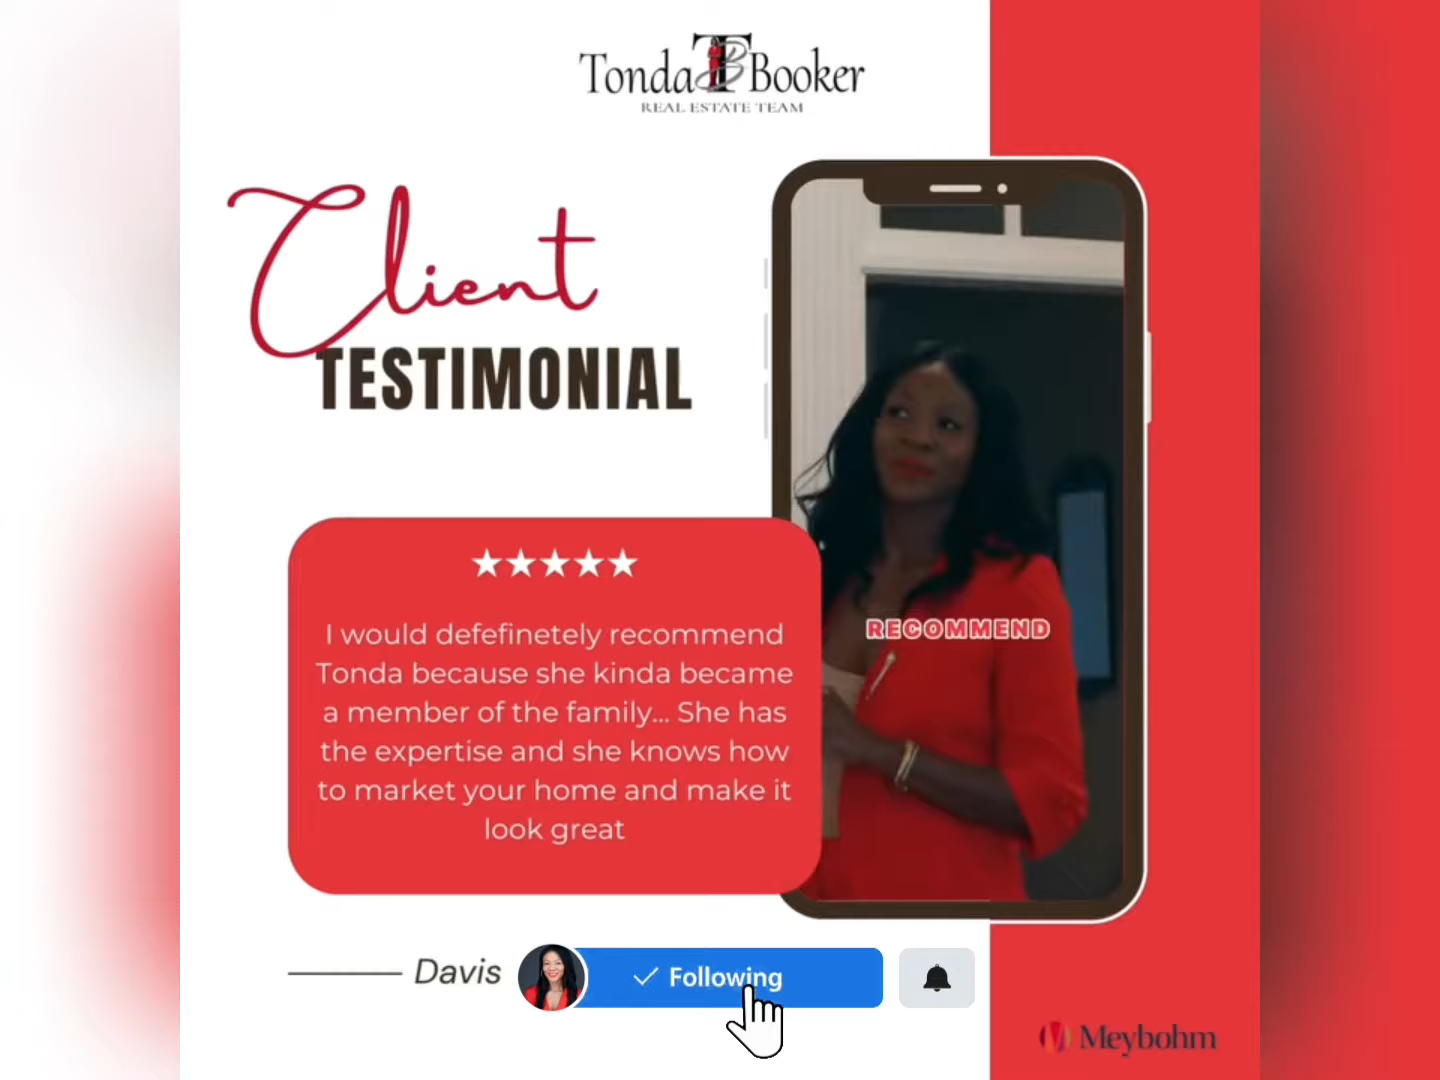 Tonda TB Booker
REAL ESTATE TEAM
Client
TESTIMONIAL
RECOMMEND
I would defefinetely recommend
Tonda because she kinda became
a member of the family... She has
the expertise and she knows how
to market your home and make it
look great
Davis
Following
Meybohm